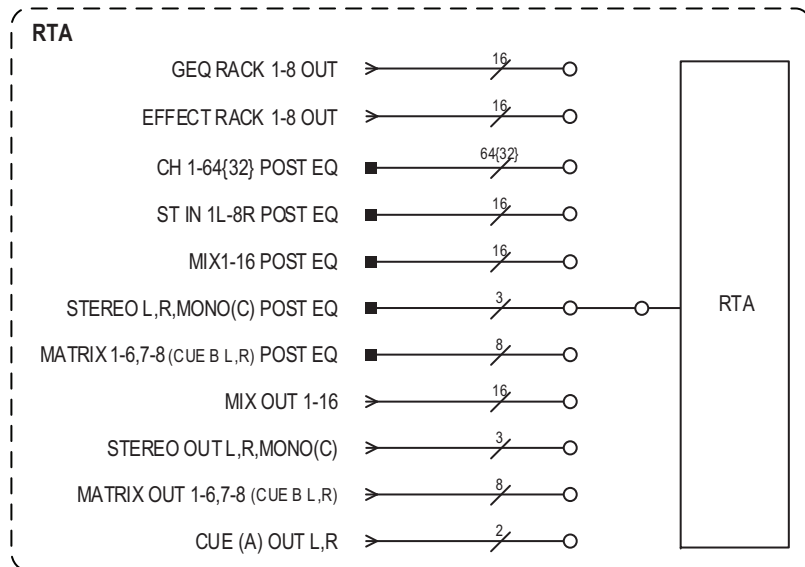 RTA
GEQ RACK 1-8 OUT 16
EFFECT RACK 1-8 OUT 16
CH 1-64{32} POST EQ 64{32}
ST IN 1L-8R POST EQ 16
MIX1-16 POST EQ 16
STEREO L,R,MONO(C) POST EQ 3 RTA
MATRIX 1-6,7-8 (CUE B L,R) POST EQ 8
MIX OUT 1-16 16
STEREO OUT L,R,MONO(C) 3
MATRIX OUT 1-6,7-8 (CUE B L,R) 8
CUE (A) OUT L,R 2